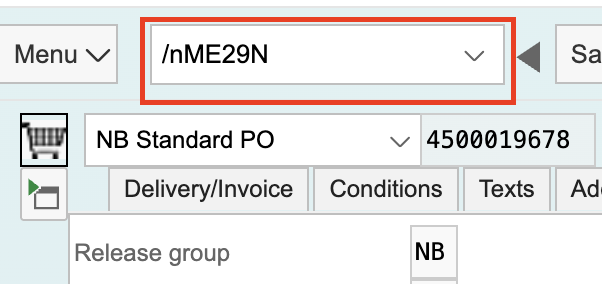 Menu /nME29N Sa
NB Standard PO 4500019678
Delivery/Invoice Conditions Texts Ad
Release group NB